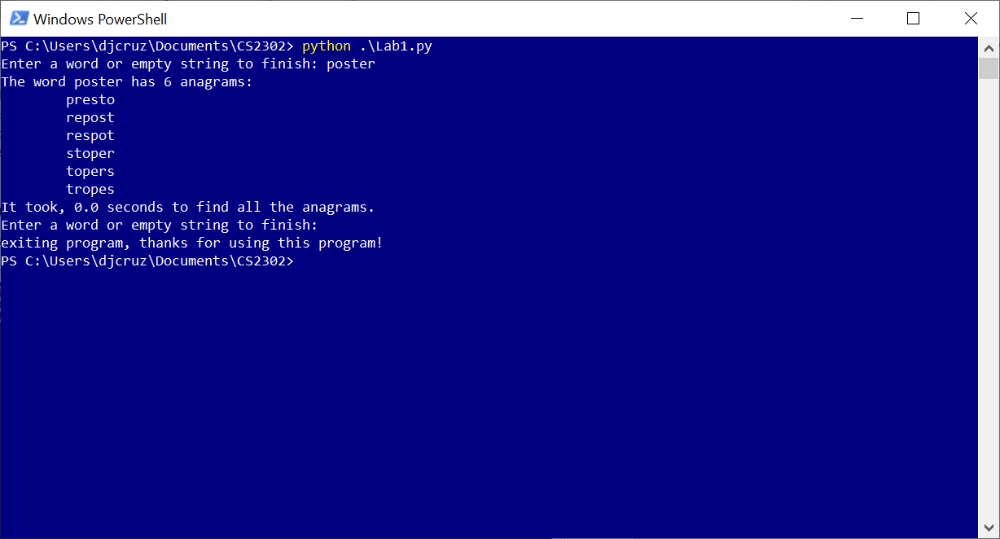 Windows PowerShell
PS C:\Users\djcruz\Documents\CS2302> python .\Lab1.py
Enter a word or empty string to finish: poster
The word poster has 6 anagrams:
presto
repost
respot
stoper
topers
tropes
It took, 0.0 seconds to find all the anagrams.
Enter a word or empty string to finish:
exiting program, thanks for using this program!
PS C:\Users\djcruz\Documents\CS2302>